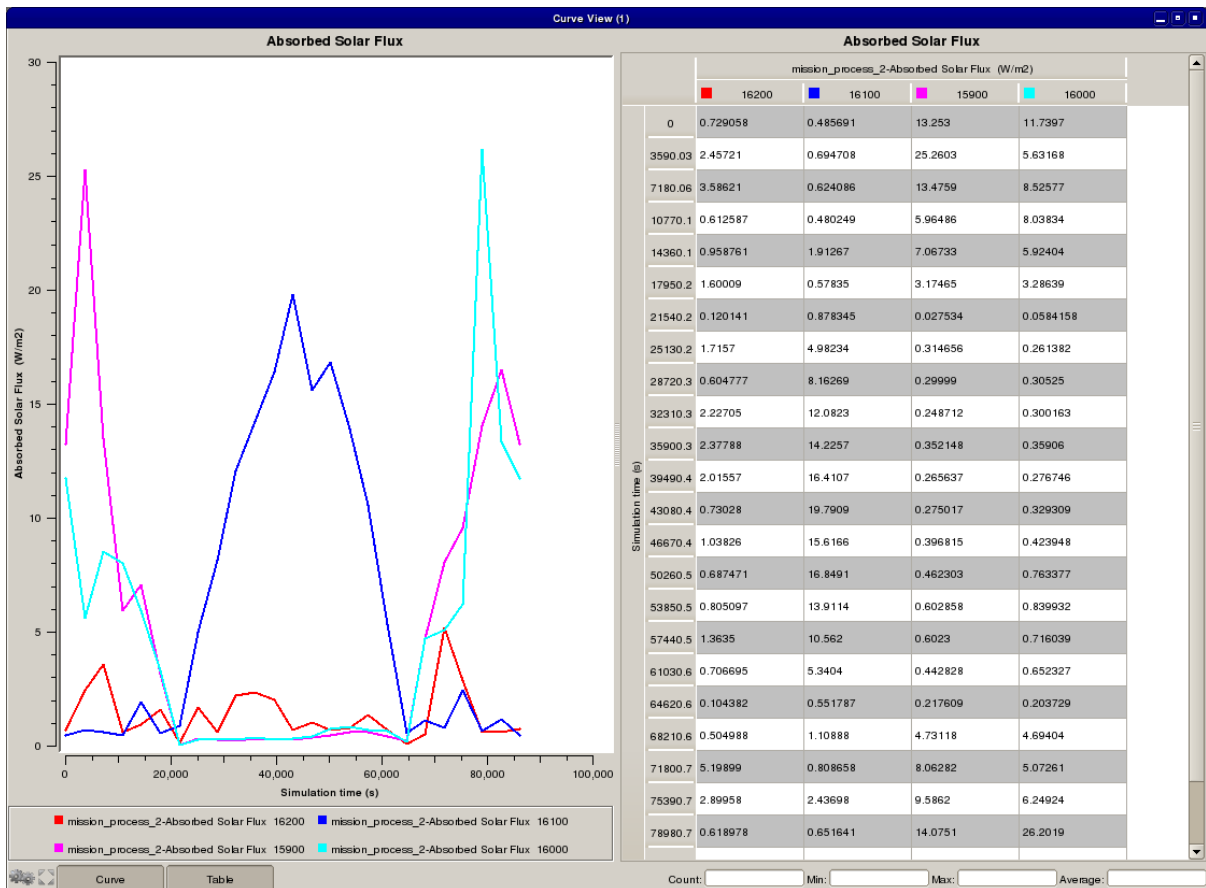 Curve View (1)
Absorbed Solar Flux
30
25
20
15
10
5
0
Absorbed Solar Flux (W/m2)
0 20,000 40,000 60,000 80,000 100,000
Simulation time (s)
mission_process_2-Absorbed Solar Flux 16200 mission_process_2-Absorbed Solar Flux 16100
mission_process_2-Absorbed Solar Flux 15900 mission_process_2-Absorbed Solar Flux 16000
Curve Table
Absorbed Solar Flux
mission_process_2-Absorbed Solar Flux (W/m2)
16200 16100 15900 16000
Simulation time (s)
0 0.729058 0.485691 13.253 11.7397
3590.03 2.45721 0.694708 25.2603 5.63168
7180.06 3.58621 0.624086 13.4759 8.52577
10770.1 0.612587 0.480249 5.96486 8.03834
14360.1 0.958761 1.91267 7.06733 5.92404
17950.2 1.60009 0.57835 3.17465 3.28639
21540.2 0.120141 0.878345 0.027534 0.0584158
25130.2 1.7157 4.98234 0.314656 0.261382
28720.3 0.604777 8.16269 0.29999 0.30525
32310.3 2.22705 12.0823 0.248712 0.300163
35900.3 2.37788 14.2257 0.352148 0.35906
39490.4 2.01557 16.4107 0.265637 0.276746
43080.4 0.73028 19.7909 0.275017 0.329309
46670.4 1.03826 15.6166 0.396815 0.423948
50260.5 0.687471 16.8491 0.462303 0.763377
53850.5 0.805097 13.9114 0.602858 0.839932
57440.5 1.3635 10.562 0.6023 0.716039
61030.6 0.706695 5.3404 0.442828 0.652327
64620.6 0.104382 0.551787 0.217609 0.203729
68210.6 0.504988 1.10888 4.73118 4.69404
71800.7 5.19899 0.808658 8.06282 5.07261
75390.7 2.89958 2.43698 9.5862 6.24924
78980.7 0.618978 0.651641 14.0751 26.2019
Count: Min: Max: Average: